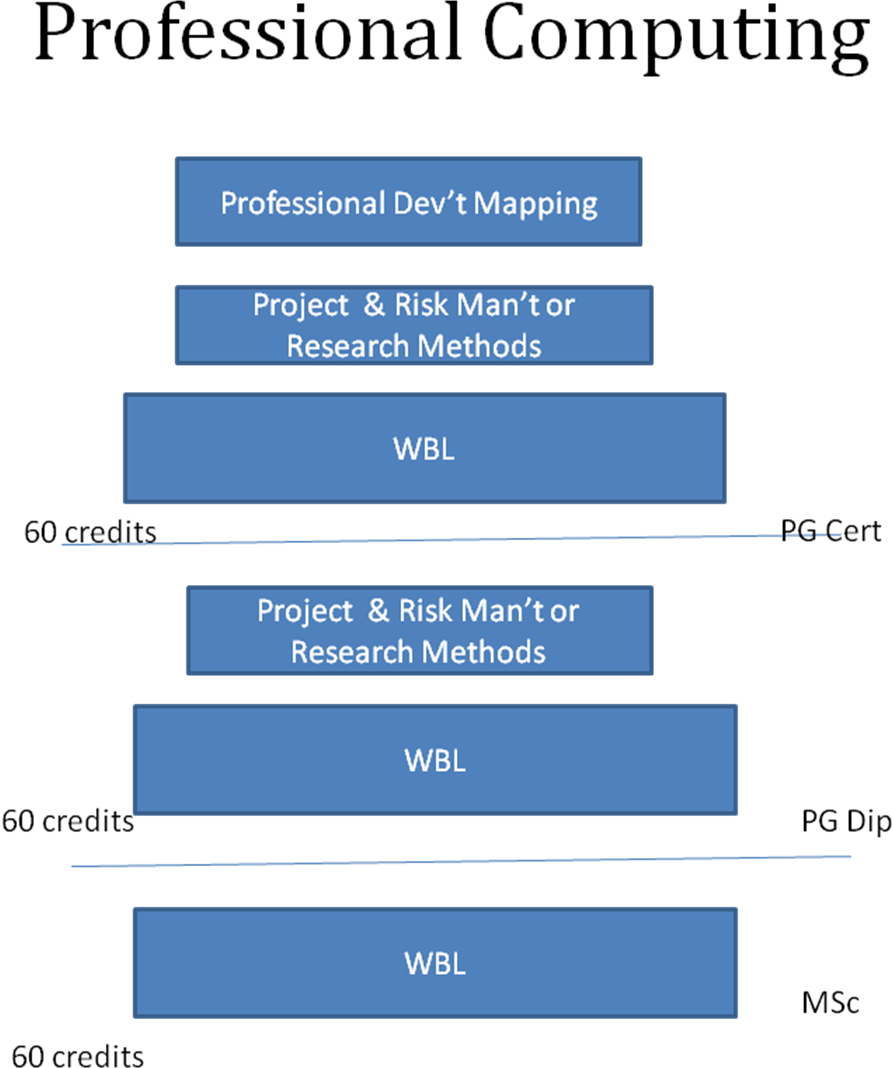 Professional Computing
Professional Dev’t Mapping
Project & Risk Man’t or
Research Methods
WBL
60 credits
PG Cert
Project & Risk Man’t or
Research Methods
WBL
60 credits
PG Dip
WBL
MSc
60 credits